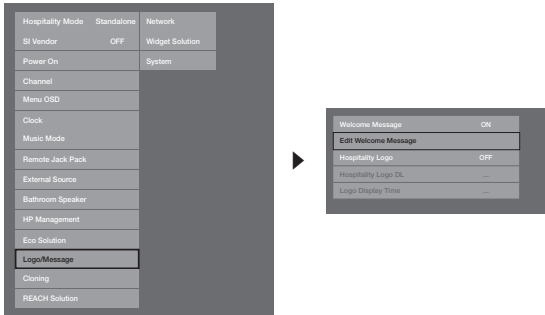 Hospitality Mode Standalone Network
SI Vendor OFF Widget Solution
Power On System
Channel
Menu OSD
Clock
Music Mode
Remote Jack Pack
External Source
Bathroom Speaker
HP Management
Eco Solution
Logo/Message
Cloning
REACH Solution
Welcome Message ON
Edit Welcome Message
Hospitality Logo OFF
Hospitality Logo DL ...
Logo Display Time ...